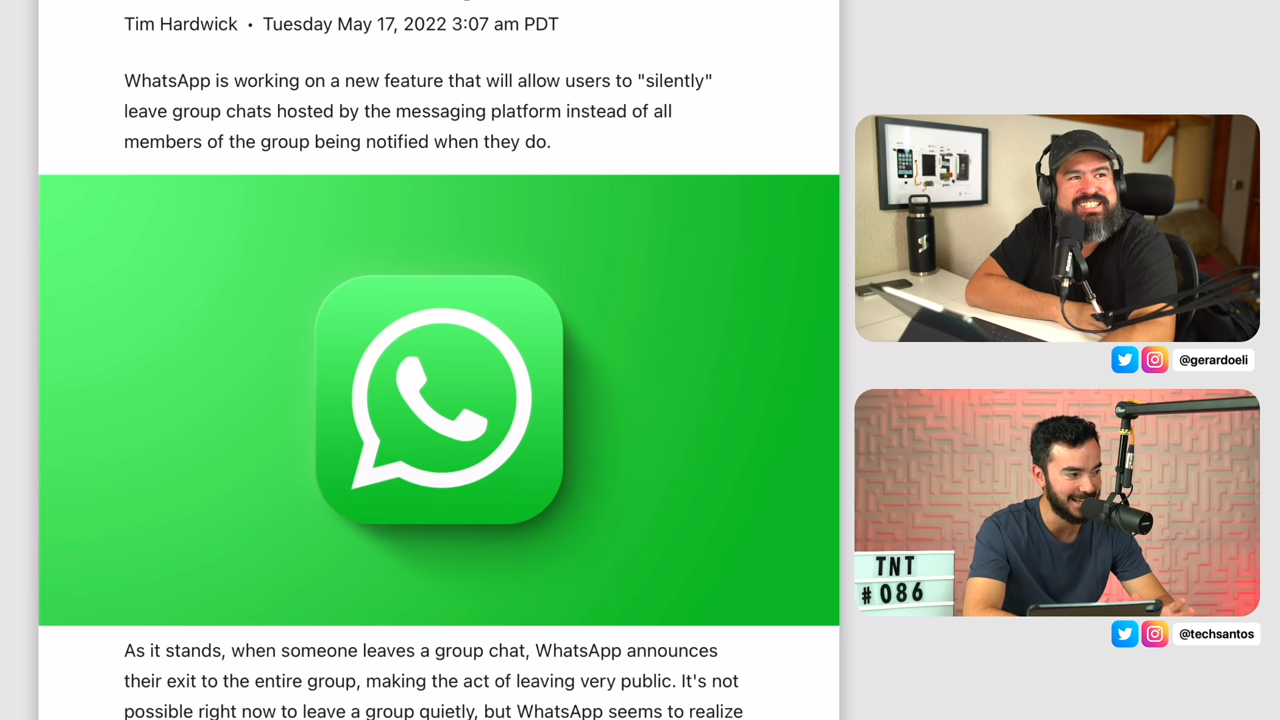 Tim Hardwick • Tuesday May 17, 2022 3:07 am PDT
WhatsApp is working on a new feature that will allow users to "silently"
leave group chats hosted by the messaging platform instead of all
members of the group being notified when they do.
As it stands, when someone leaves a group chat, WhatsApp announces
their exit to the entire group, making the act of leaving very public. It's not
possible right now to leave a group quietly, but WhatsApp seems to realize
@gerardoeli
TNT
#086
@techsantos